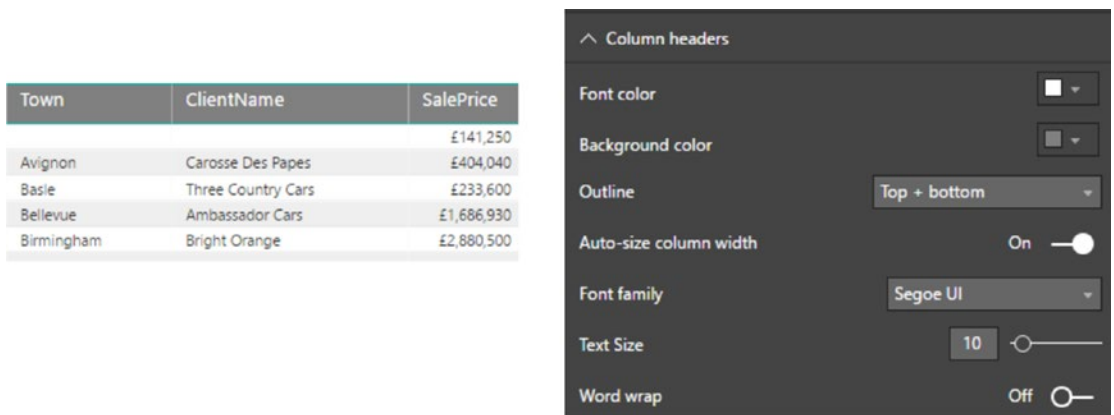 Town ClientName SalePrice
£141,250
Avignon Carosse Des Papes £404,040
Basle Three Country Cars £233,600
Bellevue Ambassador Cars £1,686,930
Birmingham Bright Orange £2,880,500
Column headers
Font color
Background color
Outline Top + bottom
Auto-size column width On
Font family Segoe UI
Text Size 10
Word wrap Off